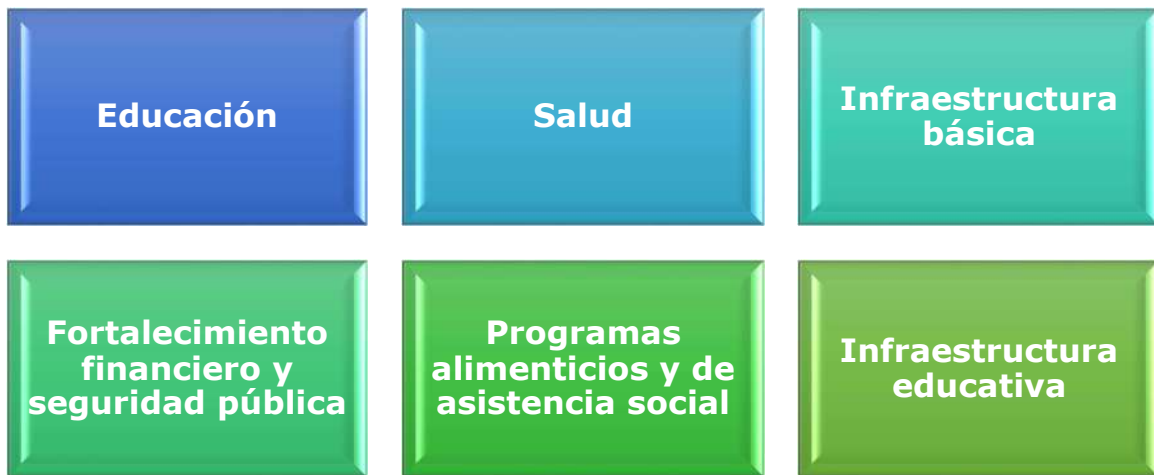 Educación
Salud
Infraestructura
básica
Fortalecimiento
financiero y
seguridad pública
Programas
alimenticios y de
asistencia social
Infraestructura
educativa